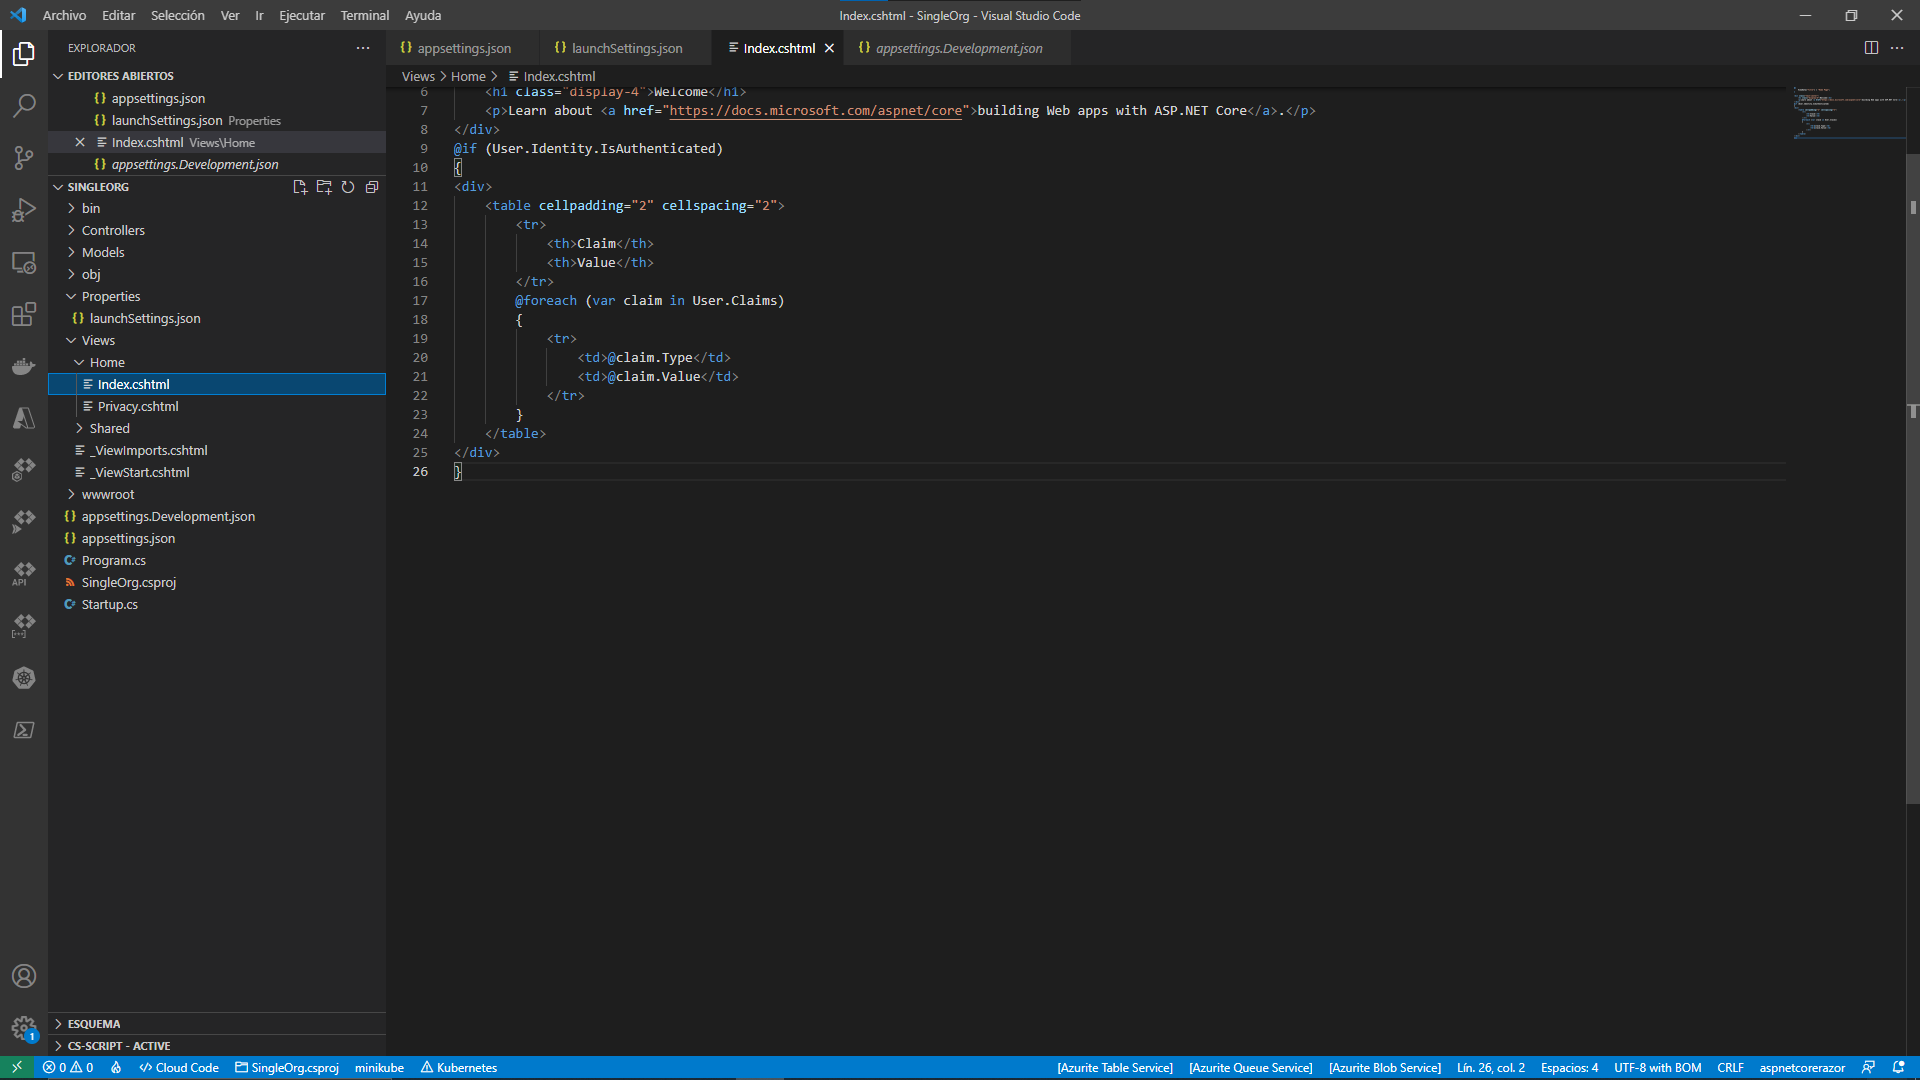 Archivo Editar Selección Ver Ir Ejecutar Terminal Ayuda
Index.cshtml - SingleOrg - Visual Studio Code
EXPLORADOR
EDITORES ABIERTOS
appsettings.json
launchSettings.json Properties
Index.cshtml Views\Home
appsettings.Development.json
SINGLEORG
bin
Controllers
Models
obj
Properties
launchSettings.json
Views
Home
Index.cshtml
Privacy.cshtml
Shared
_ViewImports.cshtml
_ViewStart.cshtml
wwwroot
appsettings.Development.json
appsettings.json
Program.cs
SingleOrg.csproj
Startup.cs
ESQUEMA
CS-SCRIPT - ACTIVE
API
1
appsettings.json launchSettings.json Index.cshtml appsettings.Development.json
Views > Home > Index.cshtml
6 <h1 class="display-4">Welcome</h1>
7 <p>Learn about <a href="https://docs.microsoft.com/aspnet/core">building Web apps with ASP.NET Core</a>.</p>
8 </div>
9 @if (User.Identity.IsAuthenticated)
10 {
11 <div>
12 <table cellpadding="2" cellspacing="2">
13 <tr>
14 <th>Claim</th>
15 <th>Value</th>
16 </tr>
17 @foreach (var claim in User.Claims)
18 {
19 <tr>
20 <td>@claim.Type</td>
21 <td>@claim.Value</td>
22 </tr>
23 }
24 </table>
25 </div>
26 }
0 0 Cloud Code SingleOrg.csproj minikube Kubernetes
[Azurite Table Service] [Azurite Queue Service] [Azurite Blob Service] Lín. 26, col. 2 Espacios: 4 UTF-8 with BOM CRLF aspnetcorerazor